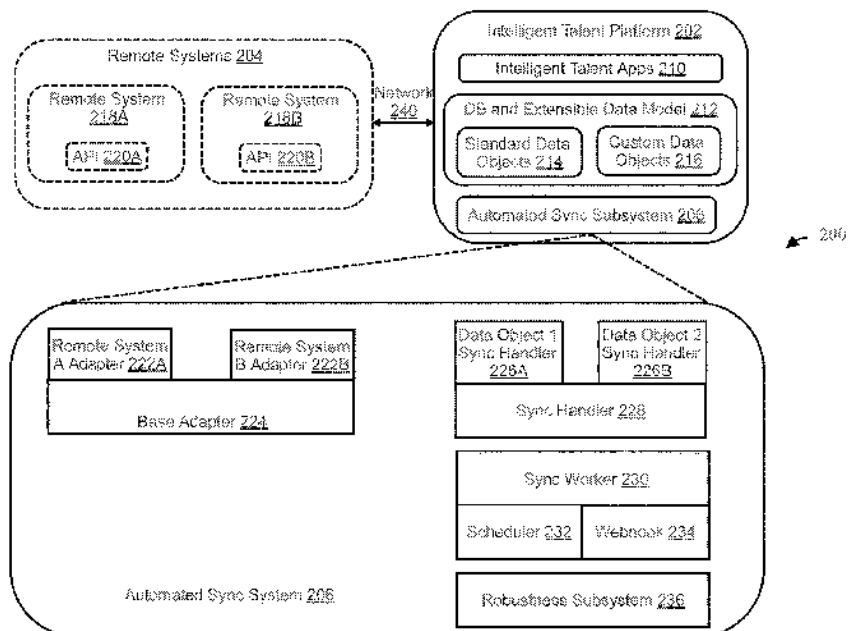 Remote Systems 204
Remote System
218A
API 220A
Remote System
218B
API 220B
Network
240
Intelligent Talent Platform 202
Intelligent Talent Apps 210
DB and Extensible Data Model 212
Standard Data
Objects 214
Custom Data
Objects 216
Automated Sync Subsystem 206
200
Remote System
A Adapter 222A
Remote System
B Adapter 222B
Base Adapter 224
Data Object 1
Sync Handler
226A
Data Object 2
Sync Handler
226B
Sync Handler 228
Sync Worker 230
Scheduler 232
Webhook 234
Automated Sync System 206
Robustness Subsystem 236